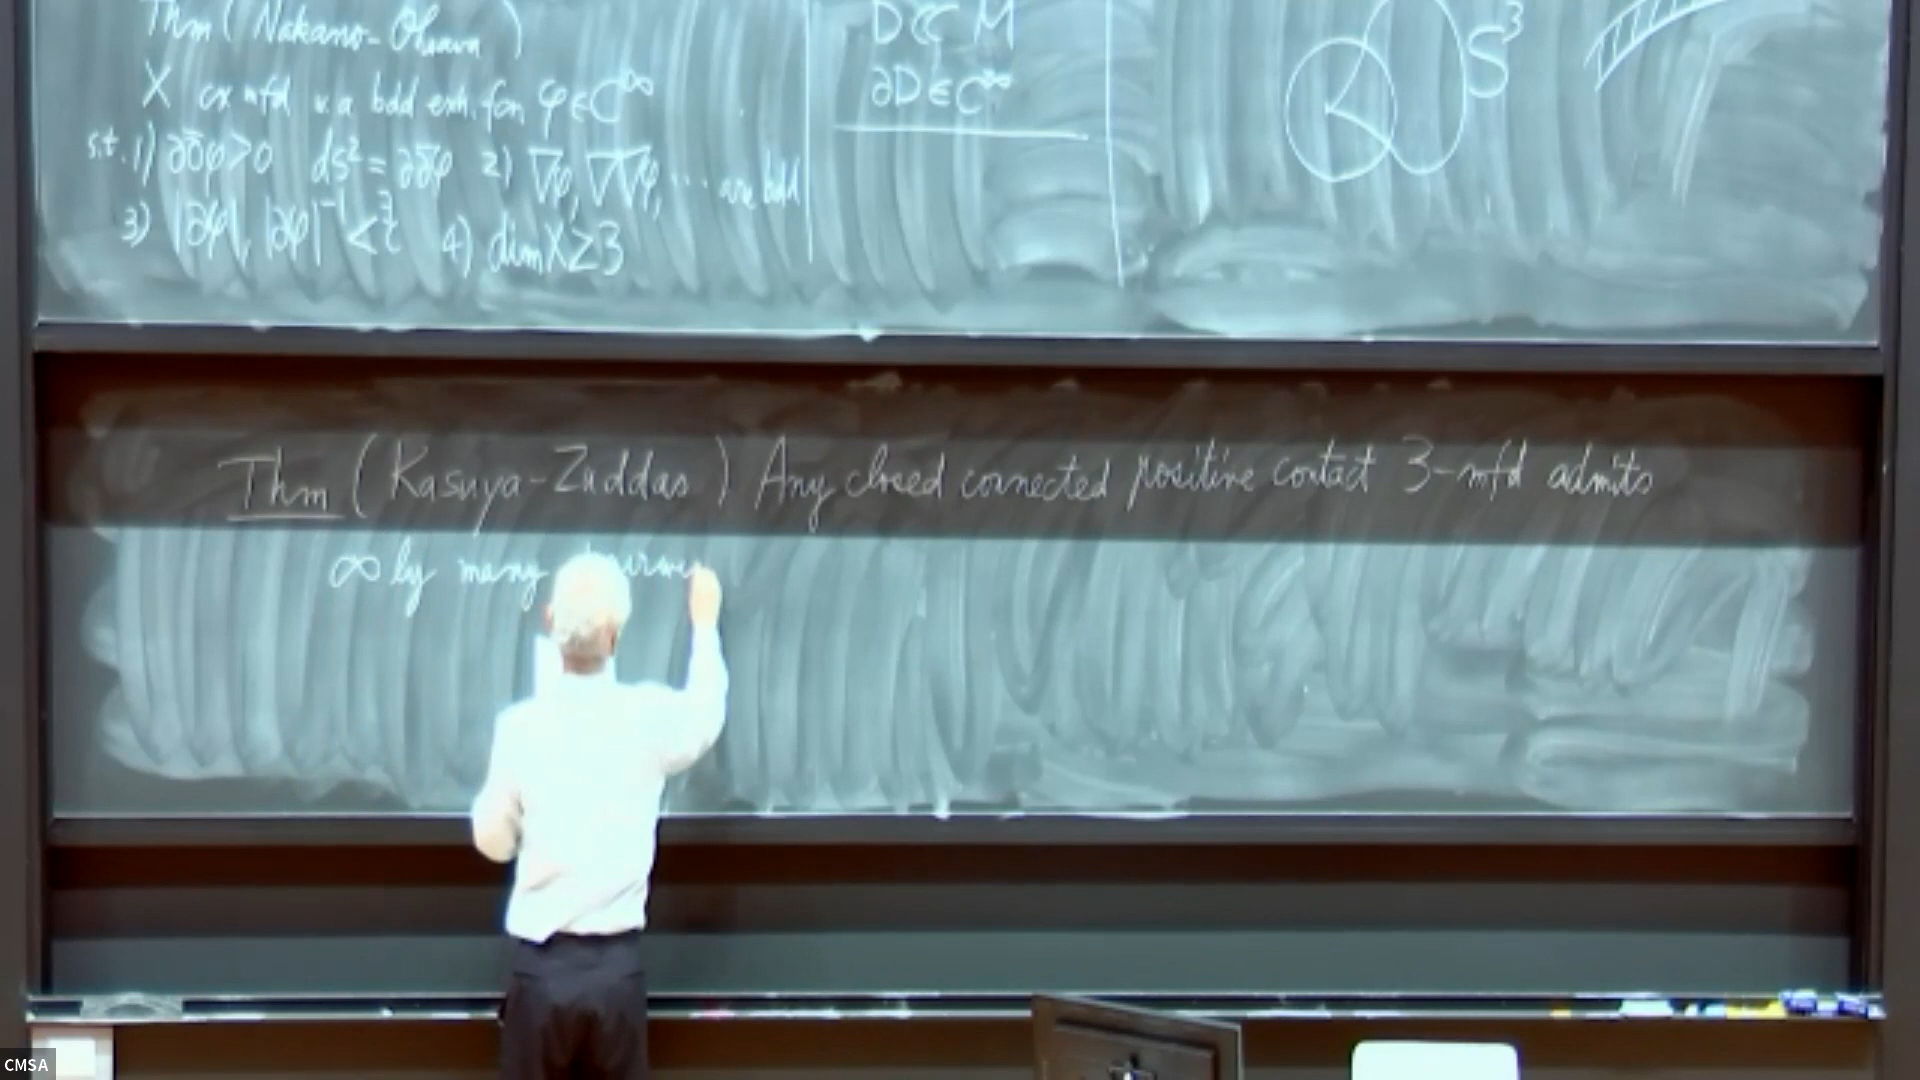 Thm (Nakano-Ohsawa)
X cx mfd w. a bdd exh. fcn φ∈C^∞
s.t. 1) ∂∂̄φ>0 ds²=∂∂̄φ 2) ∇φ, ∇∇φ, ⋯ are bdd
3) |∂φ|, |∂φ|⁻¹ < 4) dim X≥3
D⊂⊂M
∂D∈C^∞
K S³
Thm (Kasuya-Zuddas) Any closed connected positive contact 3-mfd admits
∞ly many
CMSA